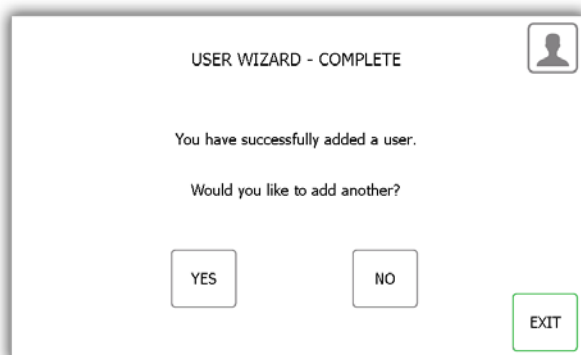 USER WIZARD - COMPLETE
You have successfully added a user.
Would you like to add another?
YES
NO
EXIT